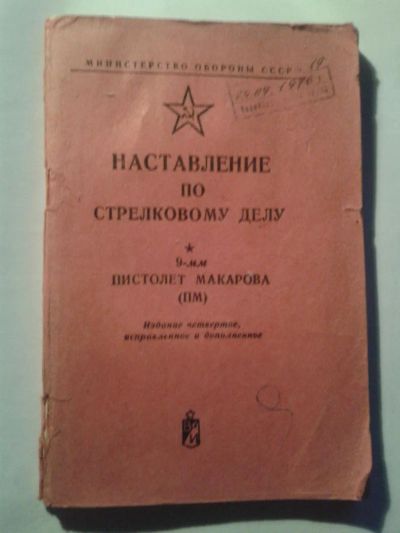 МИНИСТЕРСТВО ОБОРОНЫ СССР
НАСТАВЛЕНИЕ
ПО
СТРЕЛКОВОМУ ДЕЛУ
9-мм
ПИСТОЛЕТ МАКАРОВА
(ПМ)
Издание четвертое,
исправленное и дополненное